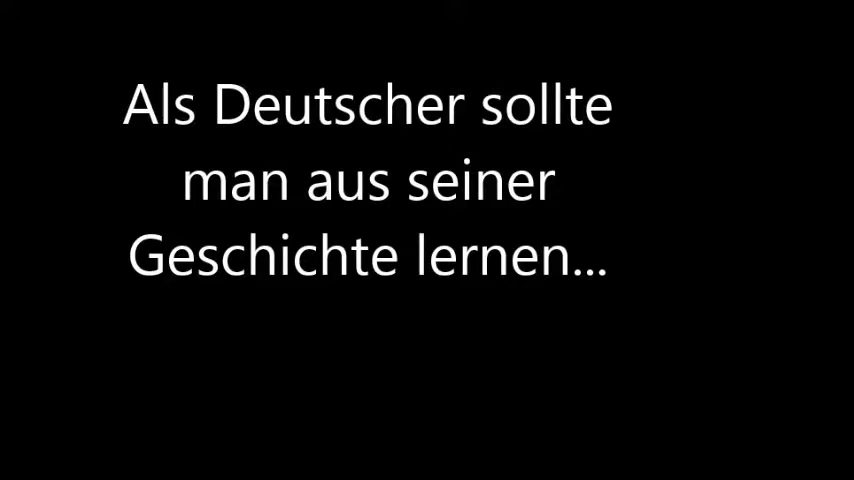 Als Deutscher sollte
man aus seiner
Geschichte lernen...